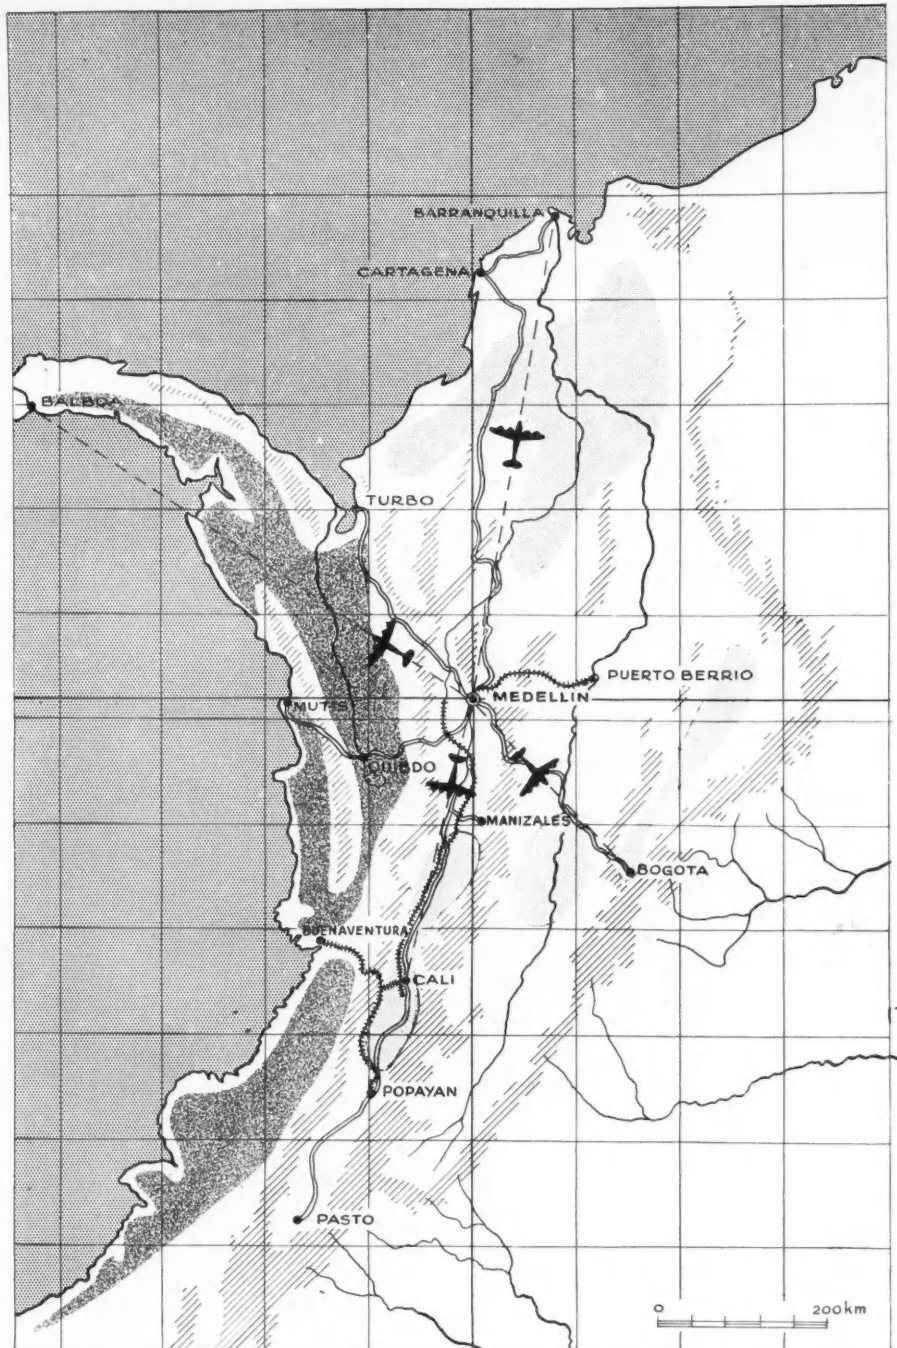 BARRANQUILLA
CARTAGENA
BALBOA
TURBO
PUERTO BERRIO
MEDELLIN
MUTIS
QUIBDO
MANIZALES
BOGOTA
BUENAVENTURA
CALI
POPAYAN
PASTO
0 200km